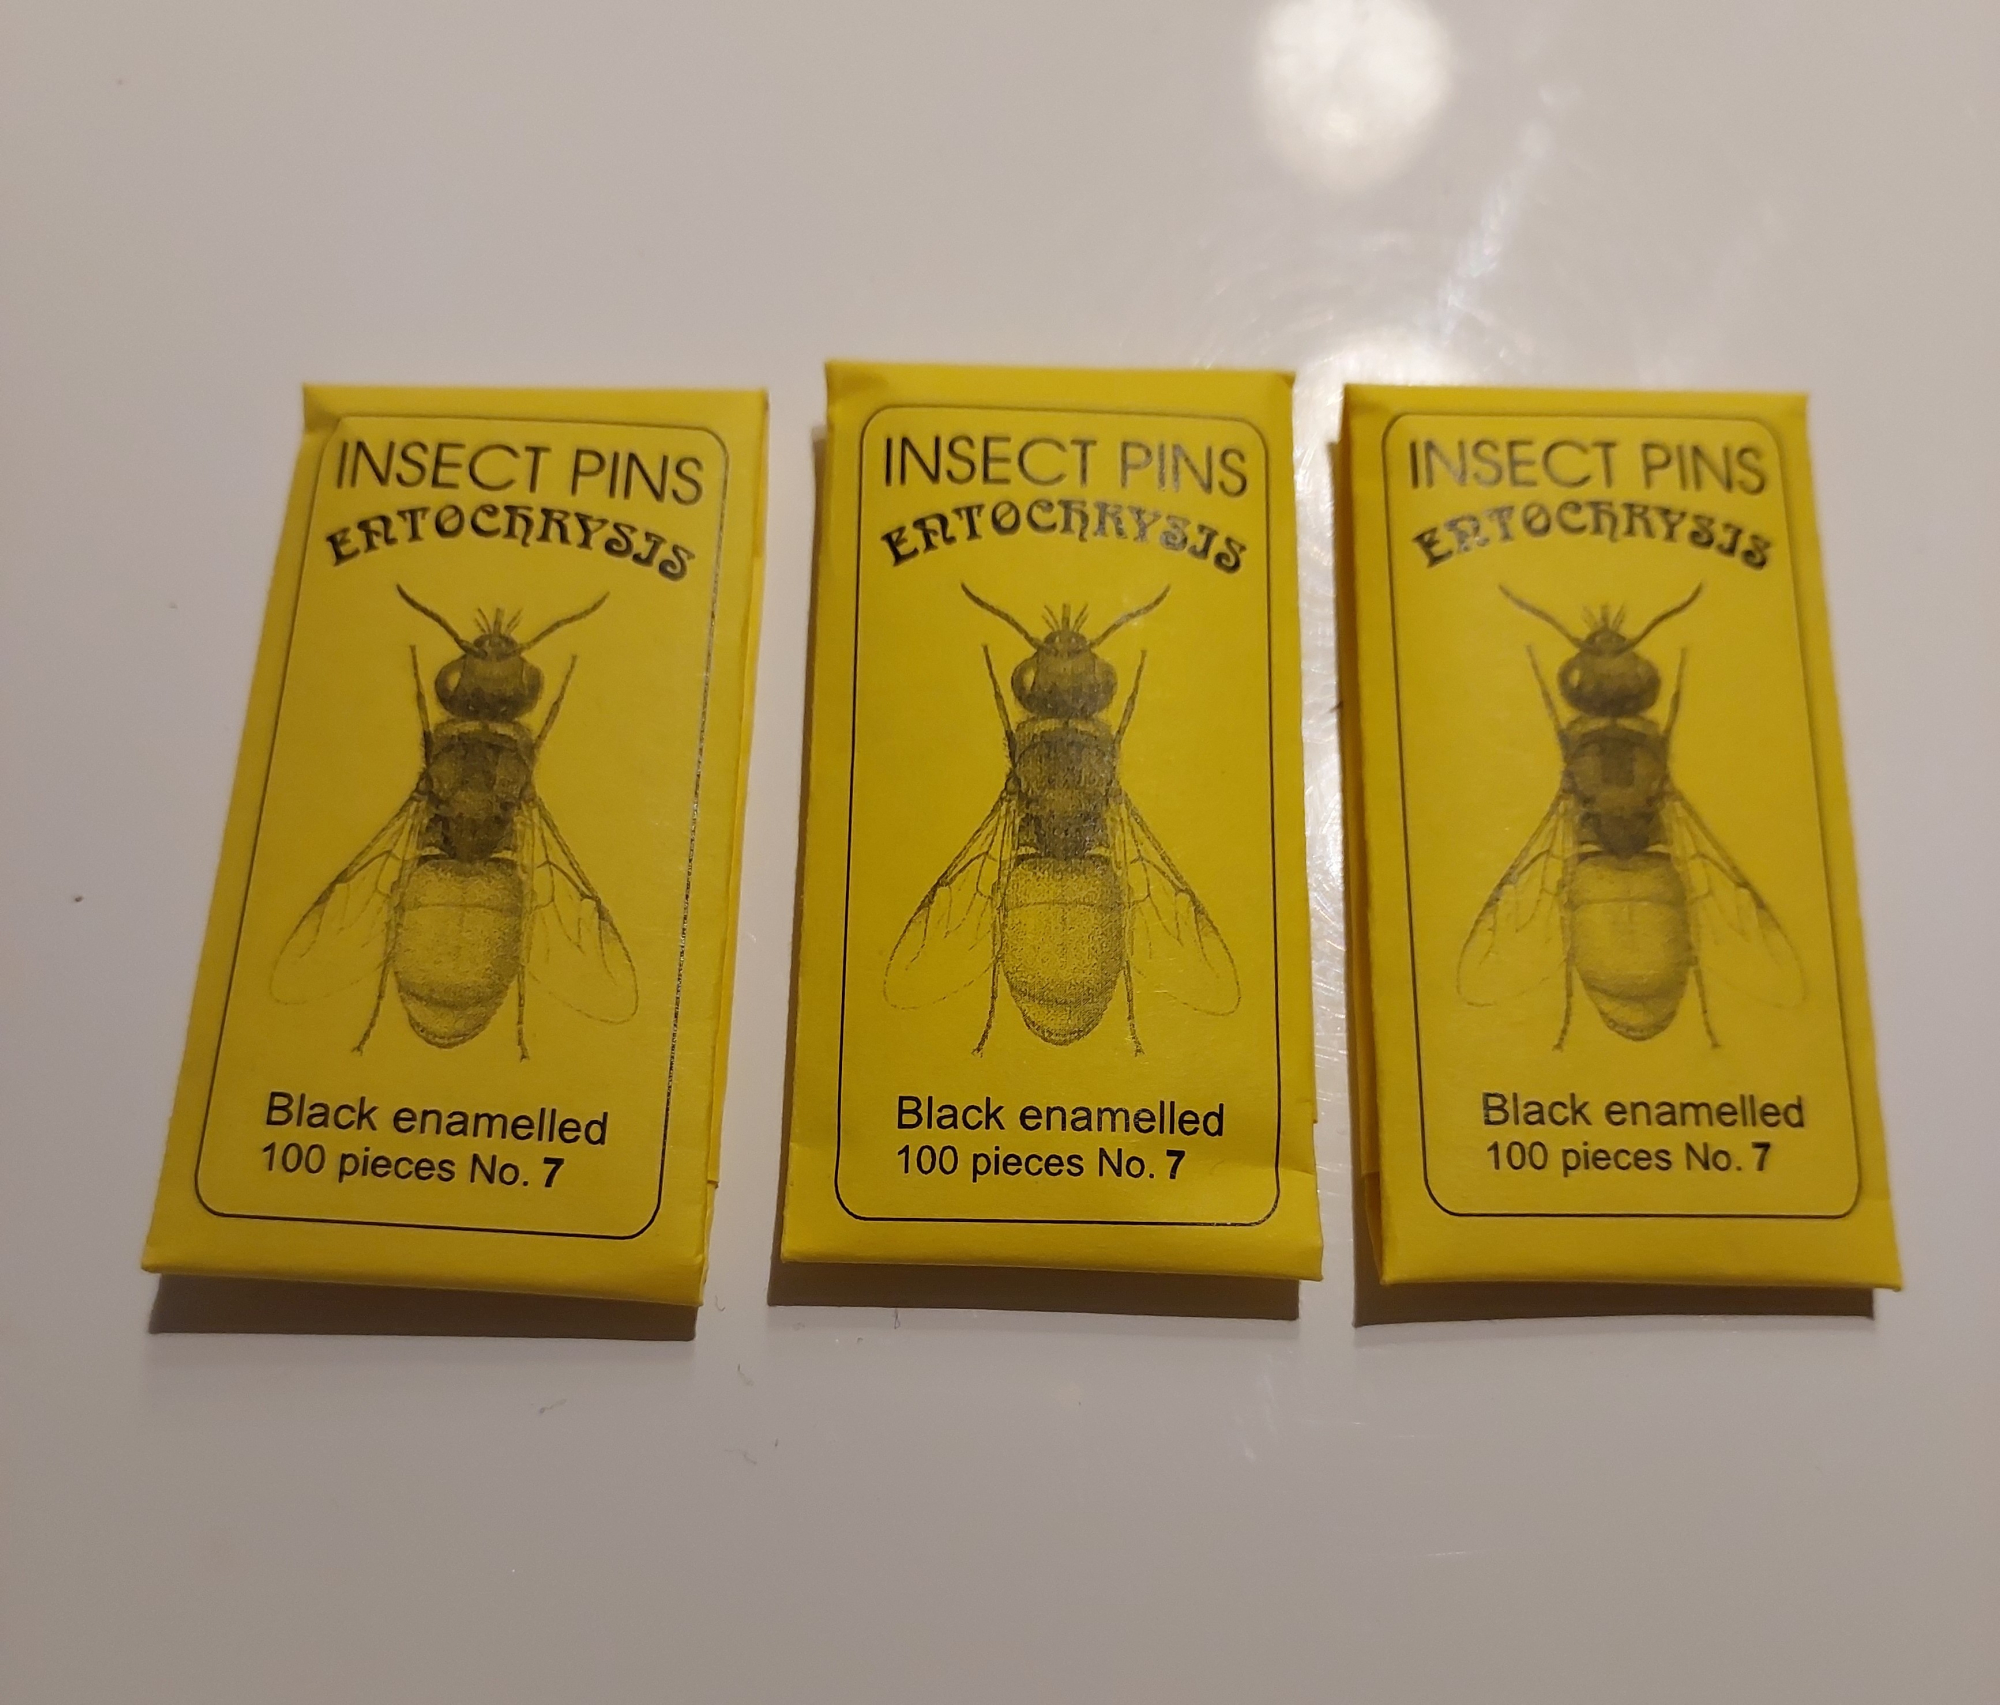 INSECT PINS
ENTOCHRYSIS
Black enamelled
100 pieces No. 7
INSECT PINS
ENTOCHRYSIS
Black enamelled
100 pieces No. 7
INSECT PINS
ENTOCHRYSIS
Black enamelled
100 pieces No. 7